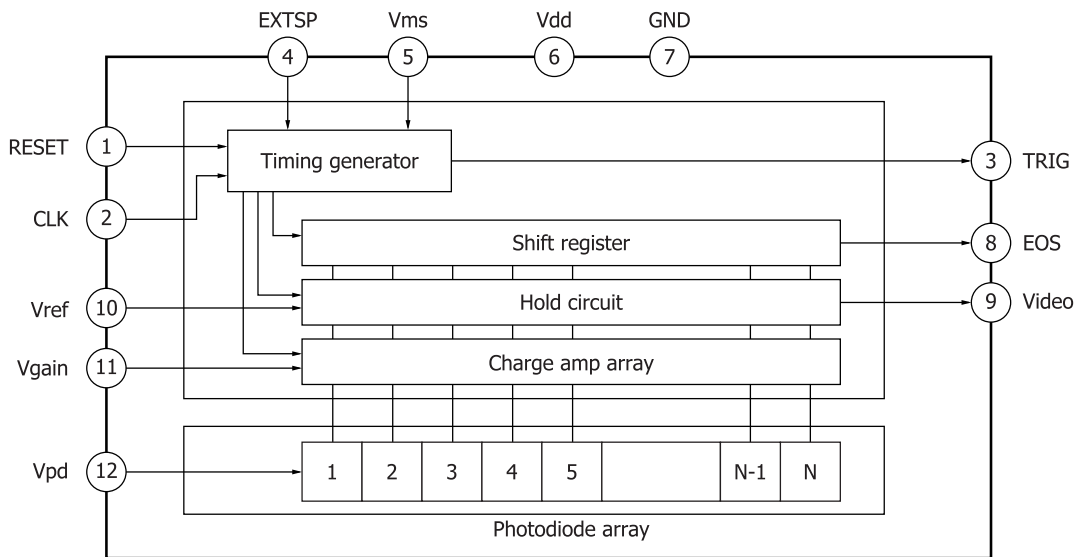 EXTSP Vms Vdd GND
4 5 6 7
RESET 1 Timing generator 3 TRIG
CLK 2 Shift register 8 EOS
Vref 10 Hold circuit 9 Video
Vgain 11 Charge amp array
Vpd 12 1 2 3 4 5 N-1 N
Photodiode array